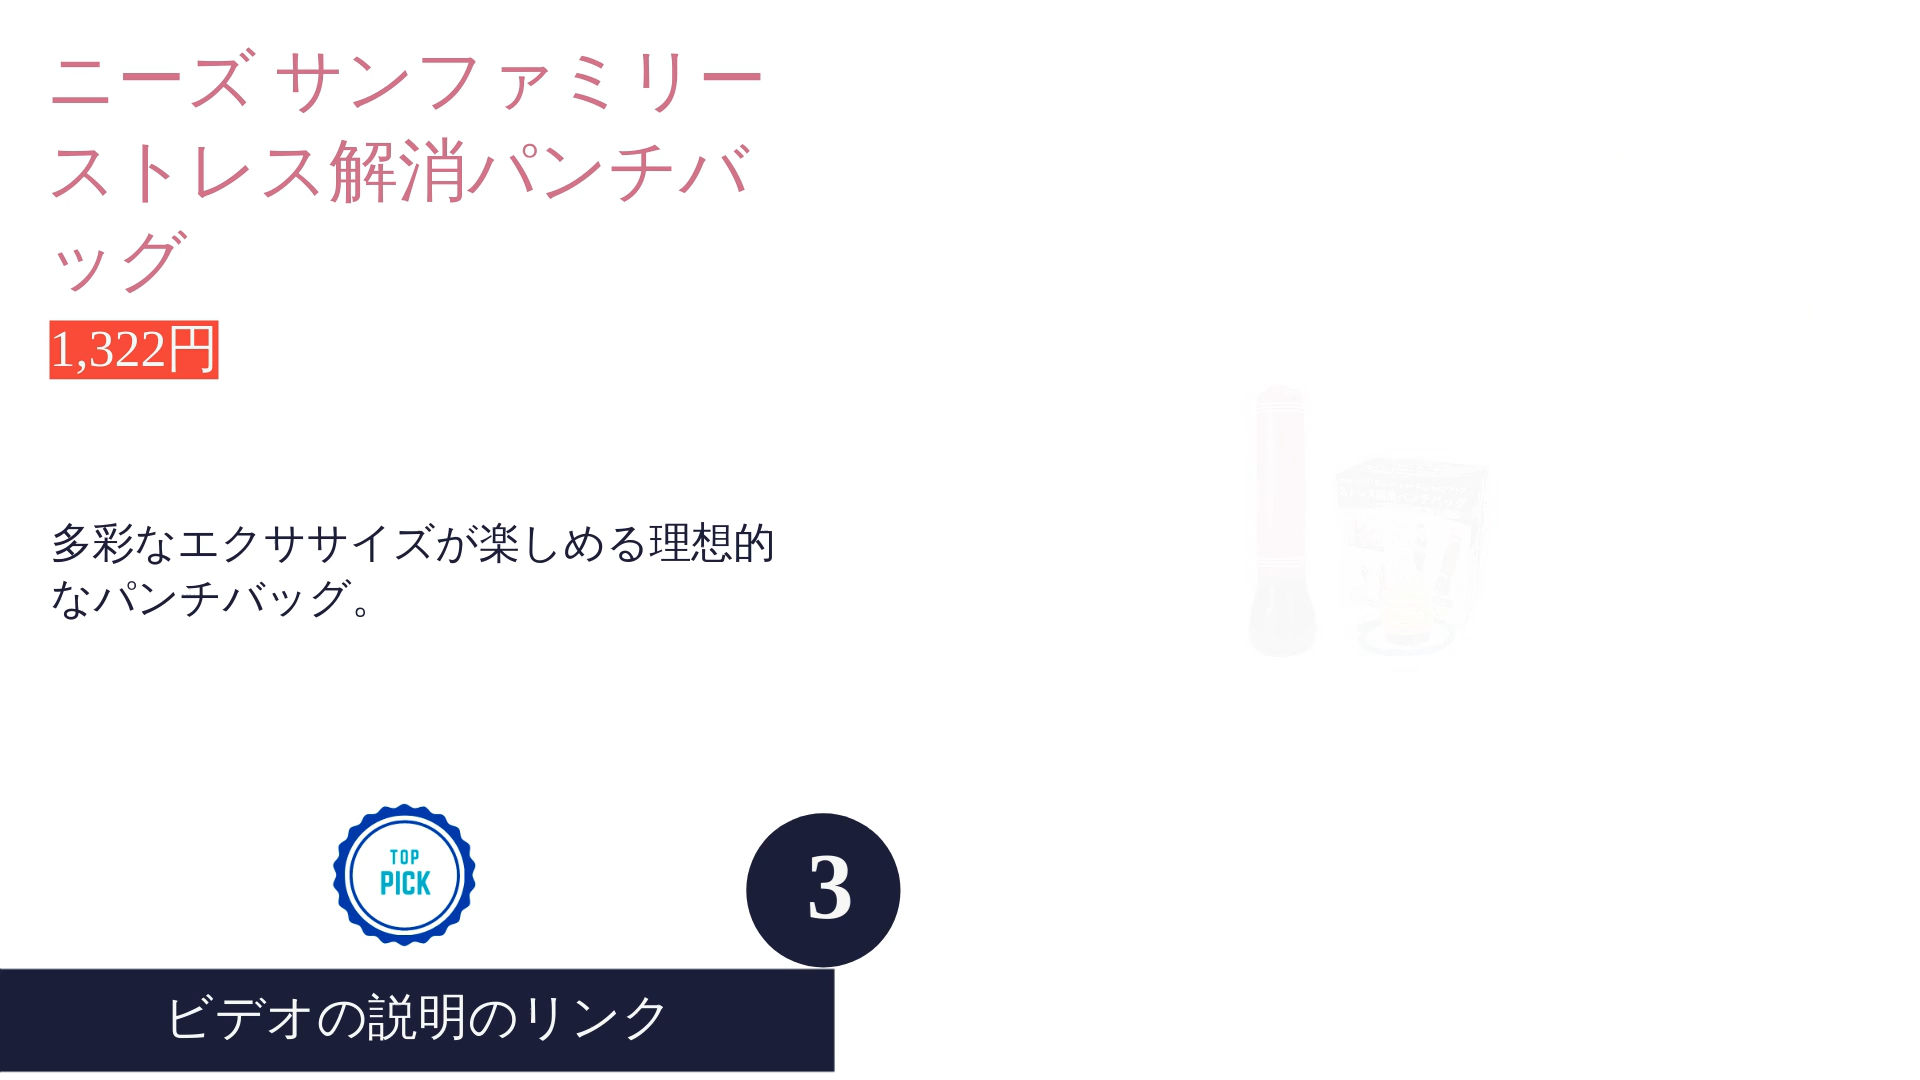 ニーズ サンファミリー
ストレス解消パンチバ
ッグ
1,322円
多彩なエクササイズが楽しめる理想的
なパンチバッグ。
TOP
PICK
3
ビデオの説明のリンク